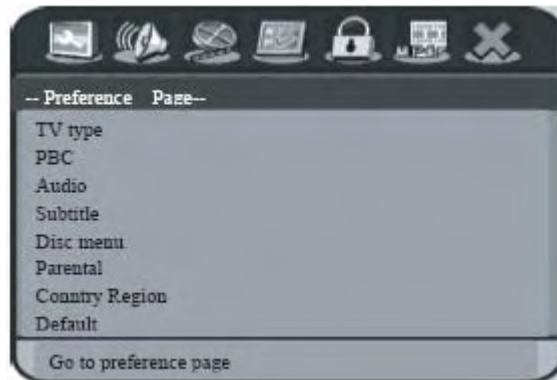 -- Preference Page--
TV type
PBC
Audio
Subtitle
Disc menu
Parental
Conntry Region
Default
Go to preference page